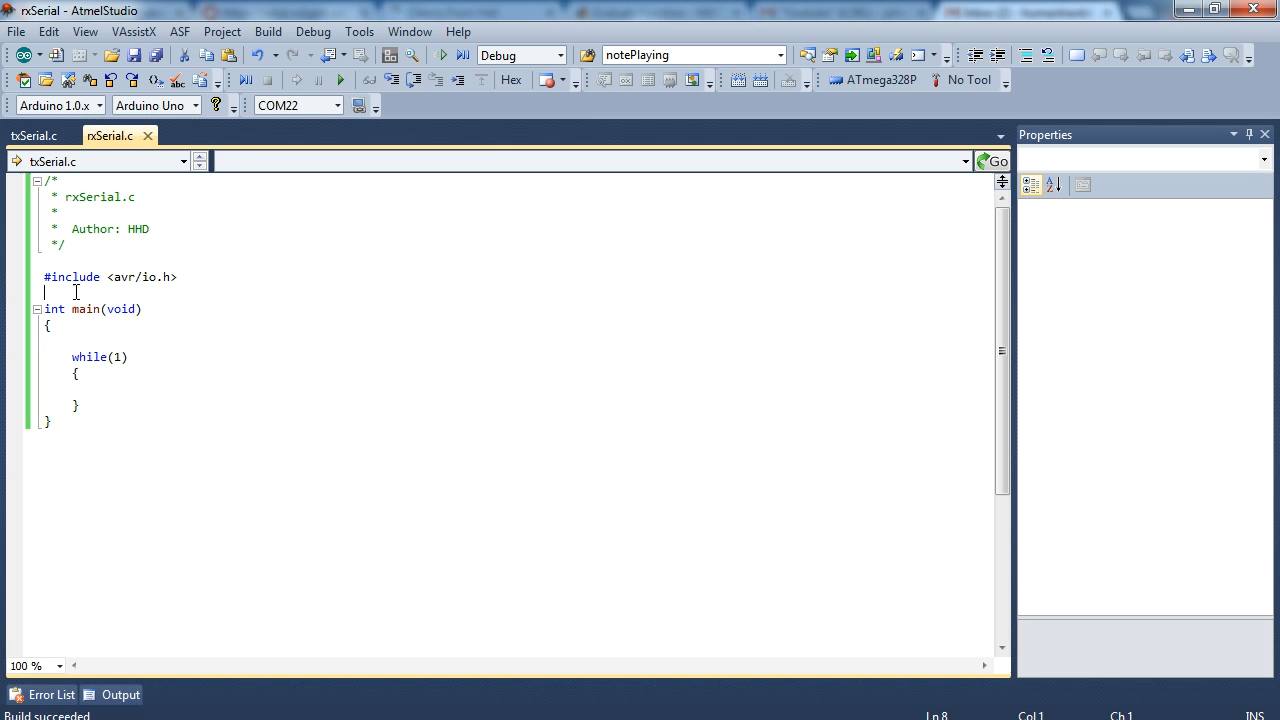 rxSerial - AtmelStudio
File Edit View VAssistX ASF Project Build Debug Tools Window Help
Debug notePlaying
Hex ATmega328P No Tool
Arduino 1.0.x Arduino Uno ? COM22
txSerial.c rxSerial.c
Properties
txSerial.c Go
/*
* rxSerial.c
*
* Author: HHD
*/
#include <avr/io.h>
int main(void)
{
while(1)
{
}
}
100 %
Error List Output
Build succeeded Ln 8 Col 1 Ch 1 INS